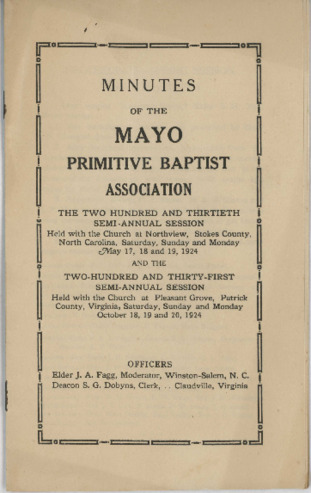 MINUTES
OF THE
MAYO
PRIMITIVE BAPTIST
ASSOCIATION
THE TWO HUNDRED AND THIRTIETH
SEMI-ANNUAL SESSION
Held with the Church at Northview, Stokes County,
North Carolina, Saturday, Sunday and Monday
May 17, 18 and 19, 1924
AND THE
TWO-HUNDRED AND THIRTY-FIRST
SEMI-ANNUAL SESSION
Held with the Church at Pleasant Grove, Patrick
County, Virginia, Saturday, Sunday and Monday
October 18, 19 and 20, 1924
OFFICERS
Elder J. A. Fagg, Moderator, Winston-Salem, N. C.
Deacon S. G. Dobyns, Clerk, .. Claudville, Virginia